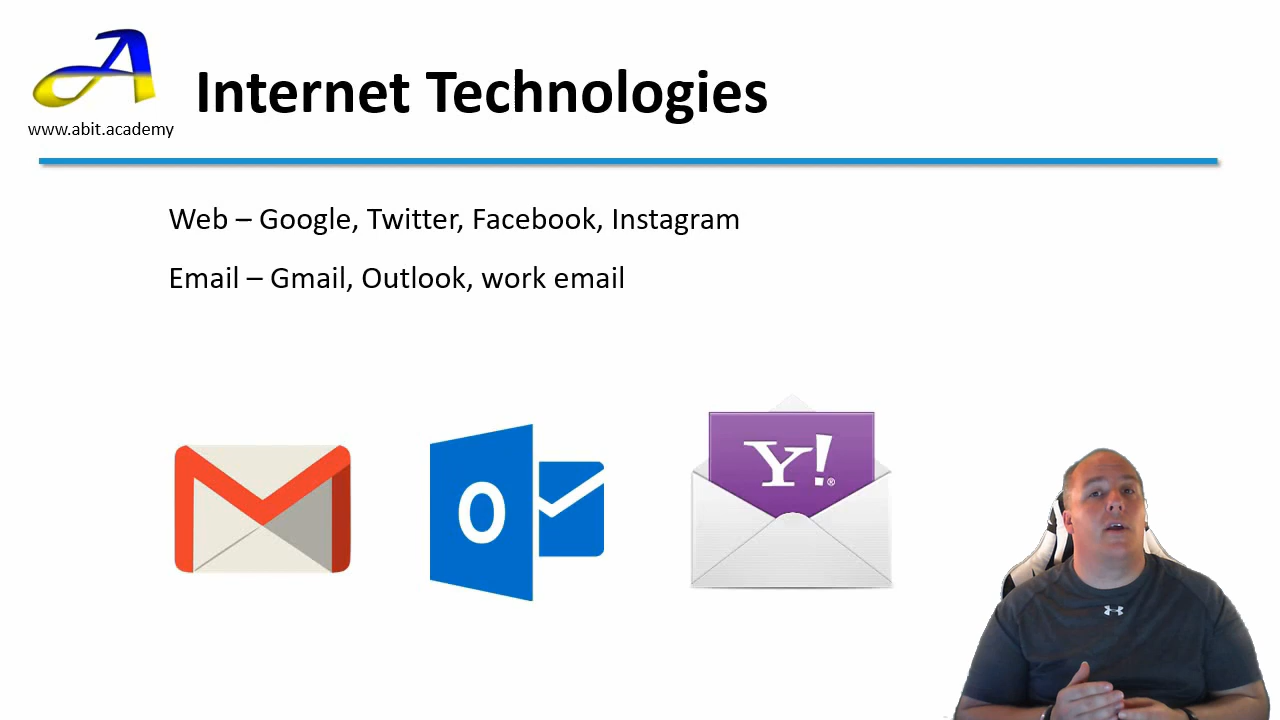 Internet Technologies
www.abit.academy
Web – Google, Twitter, Facebook, Instagram
Email – Gmail, Outlook, work email
O
Y!®